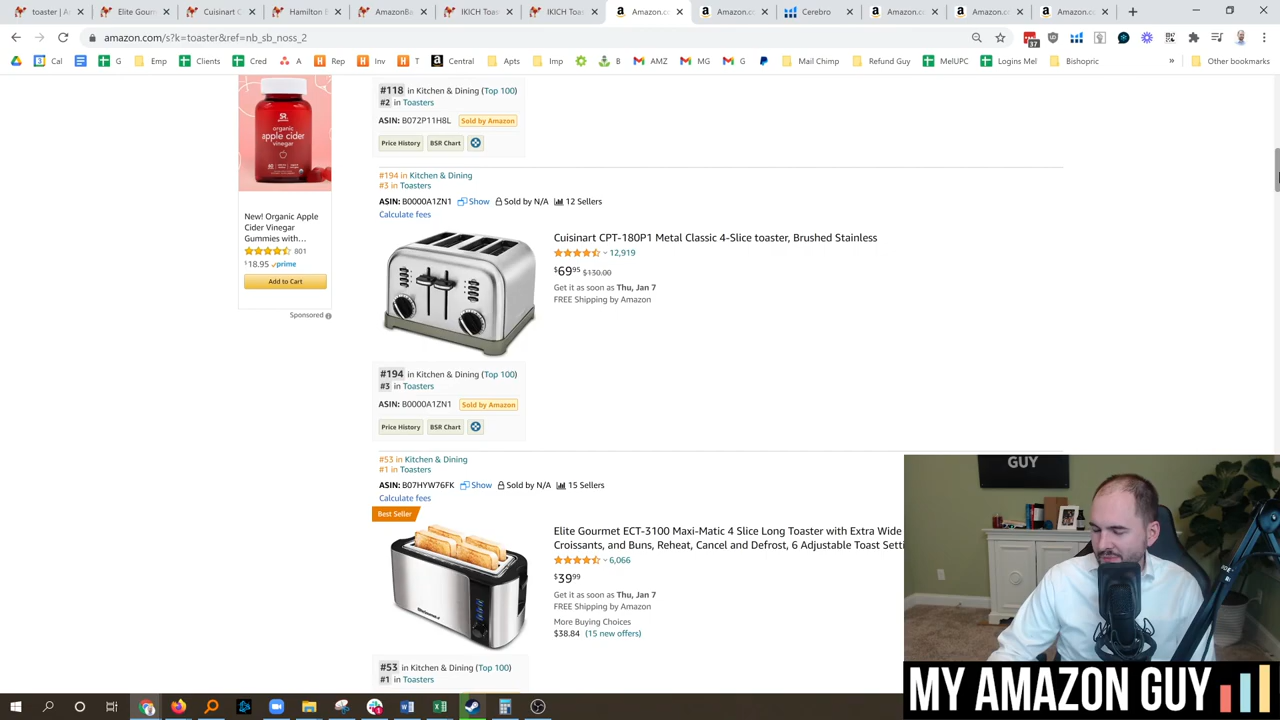 toaster | A
Elite Gour
Cuisinart C
Hamilton B
AmazonBa
IKICH Toa
IKICH Toa
Amazon.c
Amazon.c
Cerebro
Amazon.c
Amazon.c
Amazon.c
amazon.com/s?k=toaster&ref=nb_sb_noss_2
37
Cal G Emp Clients Cred A Rep Inv T Central Apts Imp B AMZ MG G Mail Chimp Refund Guy MelUPC Logins Mel Bishopric » Other bookmarks
SR
organic
apple cider
vinegar
New! Organic Apple
Cider Vinegar
Gummies with…
801
$18.95 prime
Add to Cart
Sponsored
#118 in Kitchen & Dining (Top 100)
#2 in Toasters
ASIN: B072P11H8L Sold by Amazon
Price History BSR Chart
#194 in Kitchen & Dining
#3 in Toasters
ASIN: B0000A1ZN1 Show Sold by N/A 12 Sellers
Calculate fees
Cuisinart CPT-180P1 Metal Classic 4-Slice toaster, Brushed Stainless
12,919
$69.95 $130.00
Get it as soon as Thu, Jan 7
FREE Shipping by Amazon
#194 in Kitchen & Dining (Top 100)
#3 in Toasters
ASIN: B0000A1ZN1 Sold by Amazon
Price History BSR Chart
#53 in Kitchen & Dining
#1 in Toasters
ASIN: B07HYW76FK Show Sold by N/A 15 Sellers
Calculate fees
Best Seller
Elite Gourmet ECT-3100 Maxi-Matic 4 Slice Long Toaster with Extra Wide
Croissants, and Buns, Reheat, Cancel and Defrost, 6 Adjustable Toast Setti
6,066
$39.99
Get it as soon as Thu, Jan 7
FREE Shipping by Amazon
More Buying Choices
$38.84 (15 new offers)
#53 in Kitchen & Dining (Top 100)
#1 in Toasters
GUY
MY AMAZON GUY